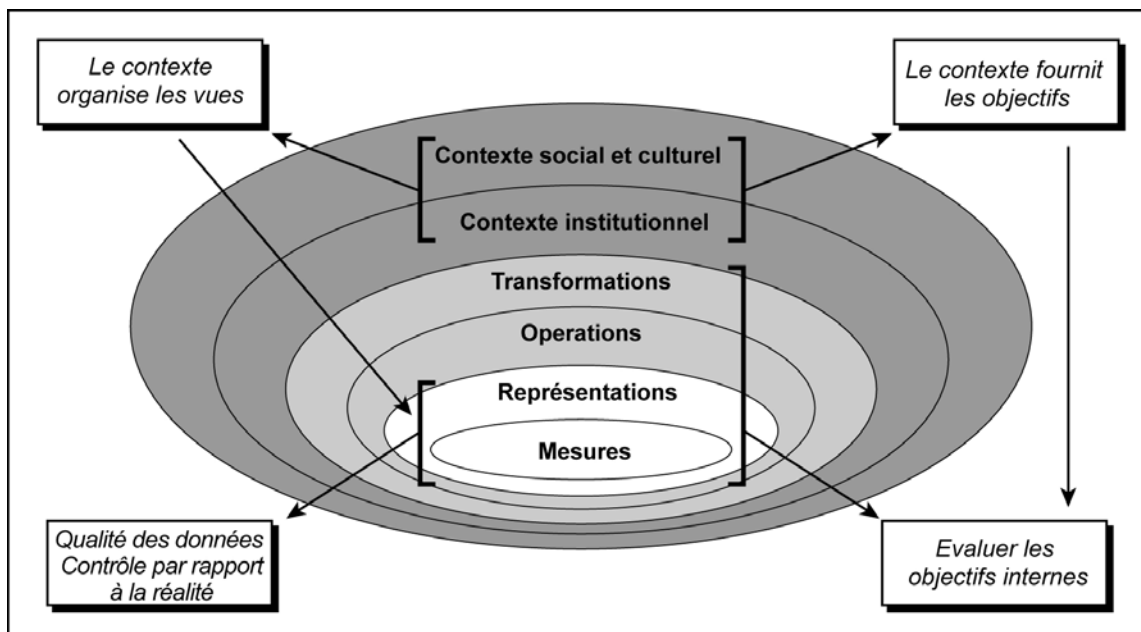 Le contexte
organise les vues
Le contexte fournit
les objectifs
Contexte social et culturel
Contexte institutionnel
Transformations
Operations
Représentations
Mesures
Qualité des données
Contrôle par rapport
à la réalité
Evaluer les
objectifs internes